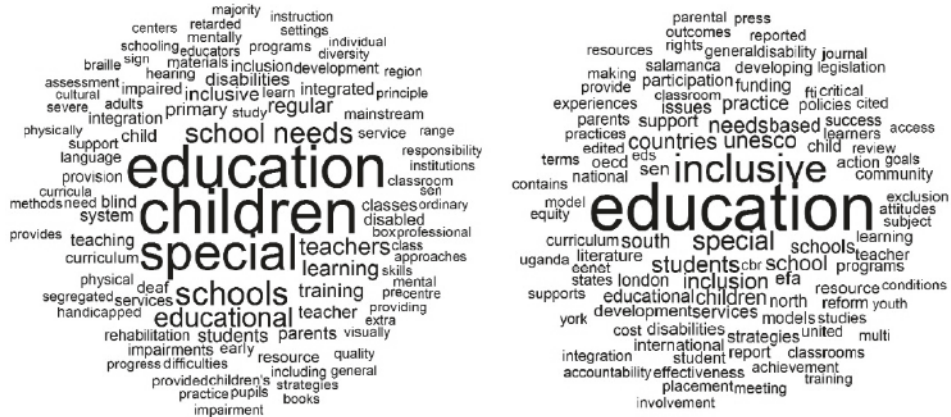 majority instruction
centers retarded settings
mentally individual
schooling educators programs diversity
sign materials inclusion development region
braille hearing disabilities
assessment impaired inclusive learn integrated principle
cultural
severe adults primary study regular mainstream
integration
physically child school needs service range
support
language education responsibility
institutions
provision classroom
sen
curricula children
methods need blind classes ordinary
system disabled
provides box professional
teaching special teachers class
curriculum approaches
learning skills
physical deaf mental
segregated services schools training pre centre
handicapped providing
educational teacher extra
rehabilitation students parents visually
impairments early
progress difficulties resource quality
including general
provided children's strategies
practice pupils books
impairment
parental press
outcomes reported
resources rights general disability journal
salamanca developing legislation
making participation funding
provide classroom fti critical
experiences issues practice policies cited
parents support needs based success access
practices countries unesco learners
edited child review
terms oecd eds inclusive action goals
national sen community
contains
model education exclusion
equity attitudes
subject
curriculum south special schools learning
uganda literature teacher
eenet students cbr school programs
states london inclusion efa resource conditions
supports
educational children north reform youth
development services models studies
york
cost disabilities strategies united multi
international
integration student report classrooms
accountability effectiveness achievement
placement meeting training
involvement